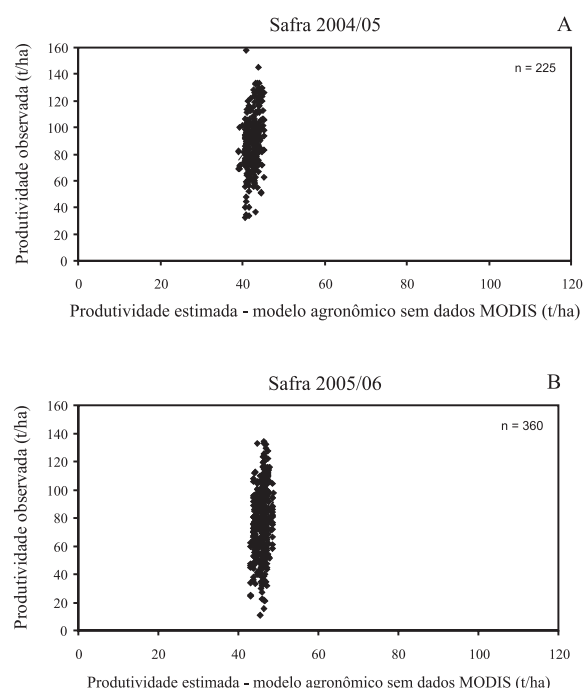 Safra 2004/05
A
Produtividade observada (t/ha)
160
140
120
100
80
60
40
20
0
n = 225
0 20 40 60 80 100 120
Produtividade estimada - modelo agronômico sem dados MODIS (t/ha)
Safra 2005/06
B
Produtividade observada (t/ha)
160
140
120
100
80
60
40
20
0
n = 360
0 20 40 60 80 100 120
Produtividade estimada - modelo agronômico sem dados MODIS (t/ha)